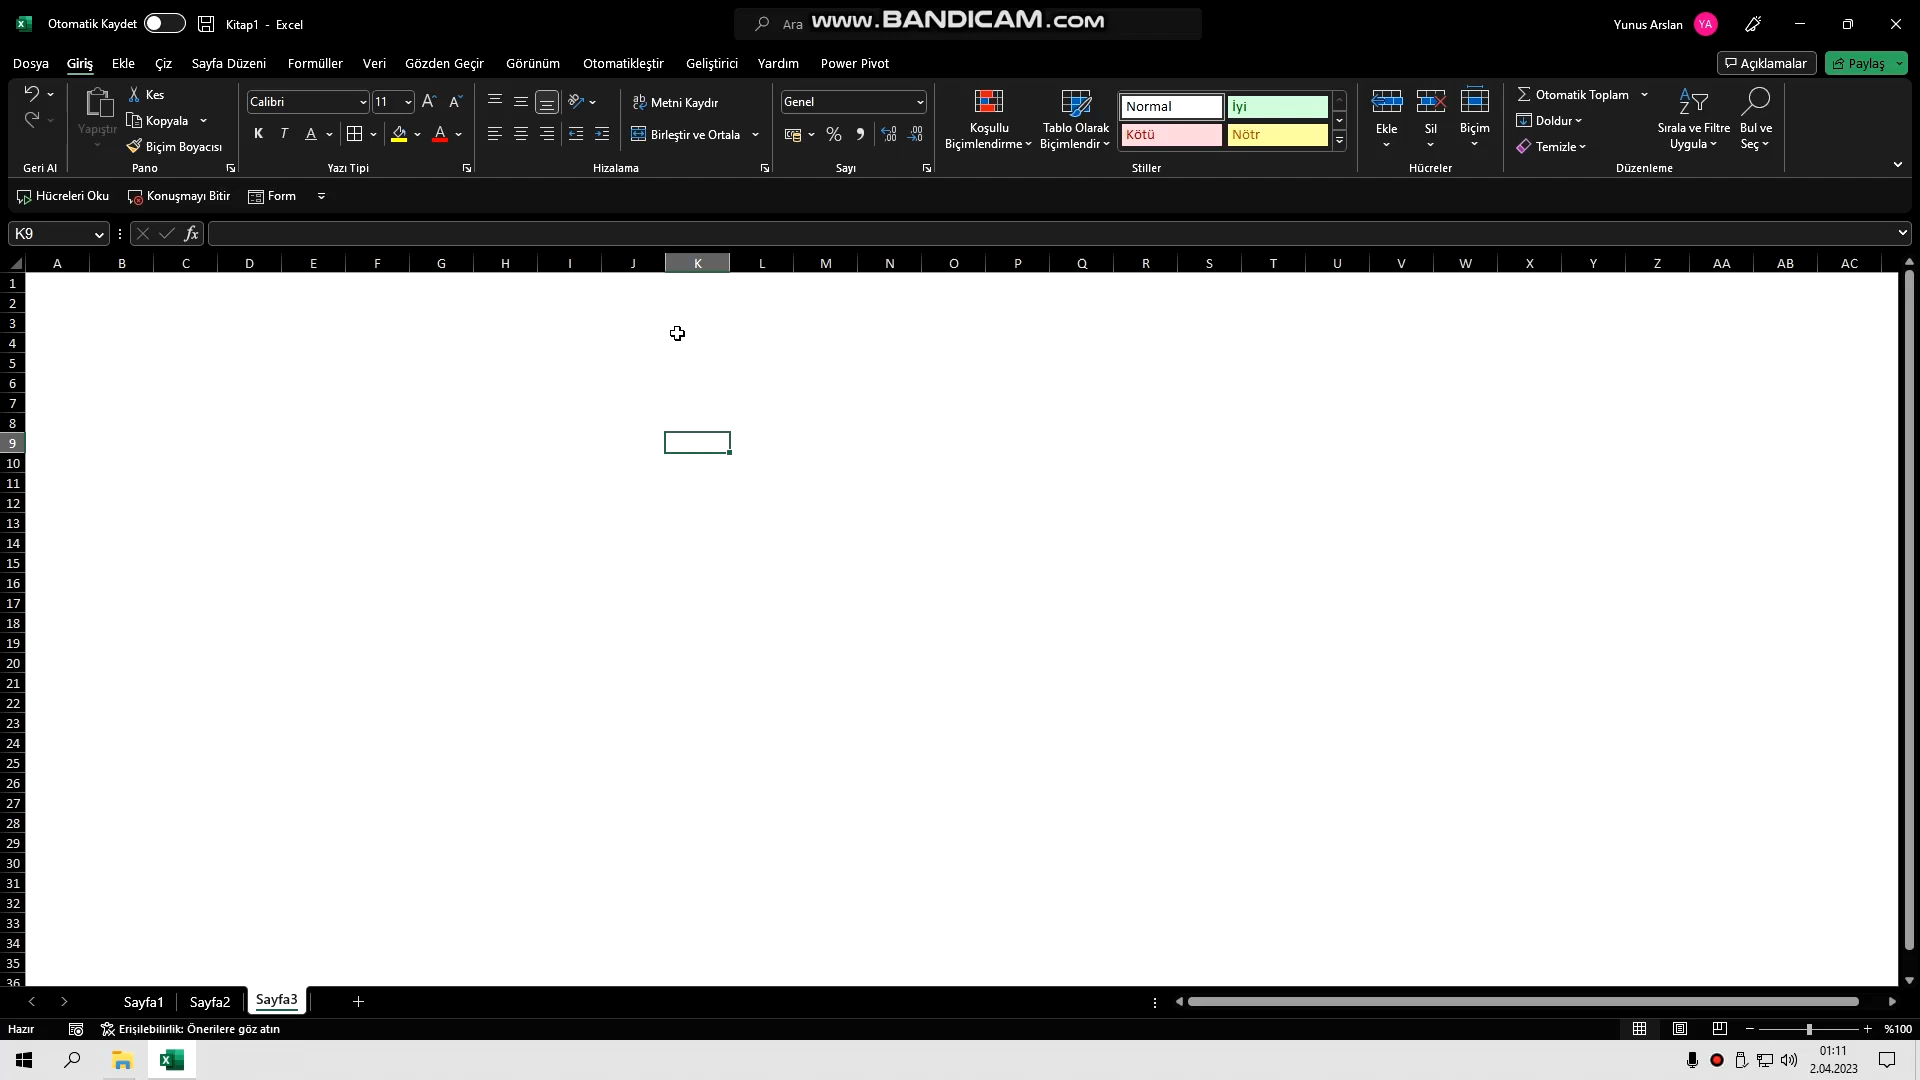 Otomatik Kaydet Kitap1 - Excel Ara www.BANDICAM.com Yunus Arslan YA
Dosya Giriş Ekle Çiz Sayfa Düzeni Formüller Veri Gözden Geçir Görünüm Otomatikleştir Geliştirici Yardım Power Pivot Açıklamalar Paylaş
Yapıştır Kes Kopyala Biçim Boyacısı
Calibri 11
K T A A
Metni Kaydır
Birleştir ve Ortala
Genel
Koşullu Biçimlendirme
Tablo Olarak Biçimlendir
Normal İyi
Kötü Nötr
Ekle Sil Biçim
Otomatik Toplam
Doldur
Temizle
Sırala ve Filtre Uygula
Bul ve Seç
Geri Al Pano Yazı Tipi Hizalama Sayı Stiller Hücreler Düzenleme
Hücreleri Oku Konuşmayı Bitir Form
K9 fx
A B C D E F G H I J K L M N O P Q R S T U V W X Y Z AA AB AC
1
2
3
4
5
6
7
8
9
10
11
12
13
14
15
16
17
18
19
20
21
22
23
24
25
26
27
28
29
30
31
32
33
34
35
36
Sayfa1 Sayfa2 Sayfa3
Hazır Erişilebilirlik: Önerilere göz atın %100
01:11
2.04.2023